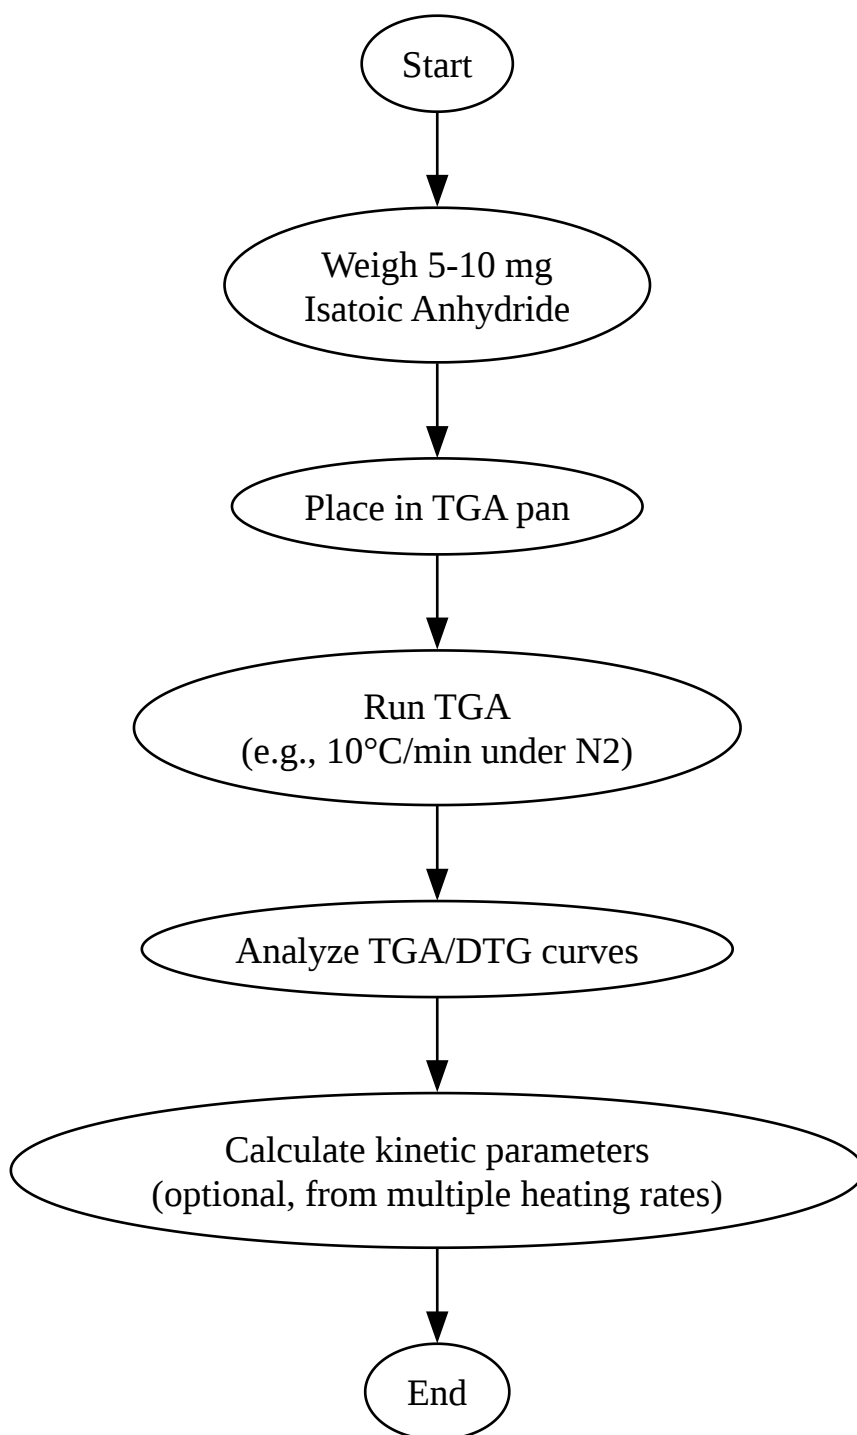 Start
Weigh 5-10 mg
Isatoic Anhydride
Place in TGA pan
Run TGA
(e.g., 10°C/min under N2)
Analyze TGA/DTG curves
Calculate kinetic parameters
(optional, from multiple heating rates)
End